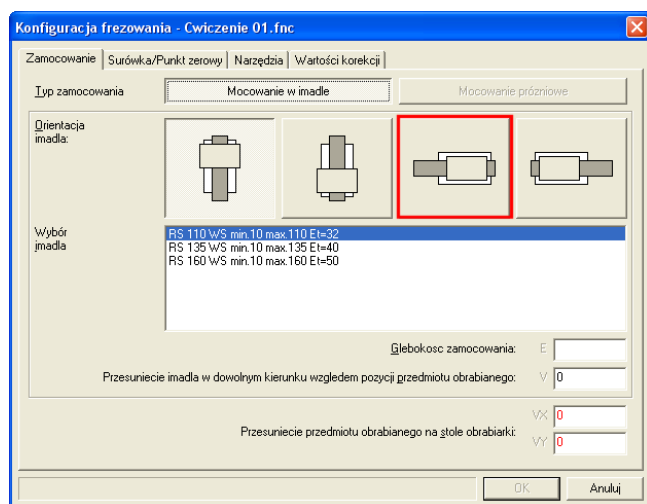 Konfiguracja frezowania - Cwiczenie 01.fnc
Zamocowanie Surówka/Punkt zerowy Narzędzia Wartości korekcji
Typ zamocowania Mocowanie w imadle Mocowanie prózniowe
Orientacja
imadla:
Wybór
imadla
RS 110 WS min.10 max.110 Et=32
RS 135 WS min.10 max.135 Et=40
RS 160 WS min.10 max.160 Et=50
Glebokosc zamocowania: E
Przesuniecie imadla w dowolnym kierunku wzgledem pozycji przedmiotu obrabianego: V 0
VX 0
Przesuniecie przedmiotu obrabianego na stole obrabiarki:
VY 0
OK Anuluj